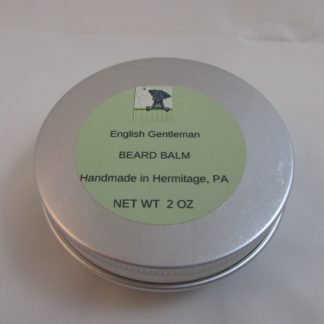 English Gentleman
BEARD BALM
Handmade in Hermitage, PA
NET WT 2 OZ